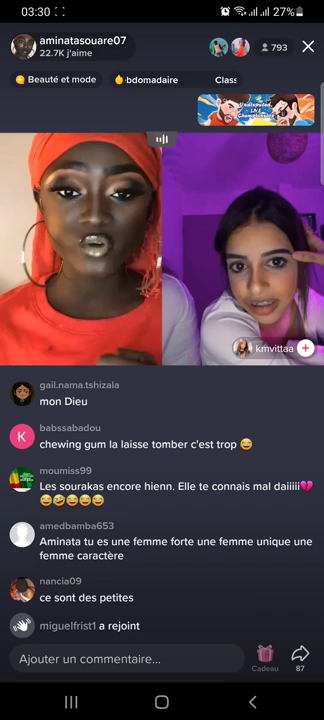 03:30
27%
aminatasouare07
22.7K j'aime
793
Beauté et mode
bdomadaire
Class
LIVE
kmvittaa
gail.nama.tshizala
mon Dieu
K
babssabadou
chewing gum la laisse tomber c'est trop 😂
moumiss99
Les sourakas encore hienn. Elle te connais mal daiiiii💔
😂🤣😂😂😂
amedbamba653
Aminata tu es une femme forte une femme unique une
femme caractère
nancia09
ce sont des petites
miguelfrist1 a rejoint
Ajouter un commentaire...
Cadeau
87